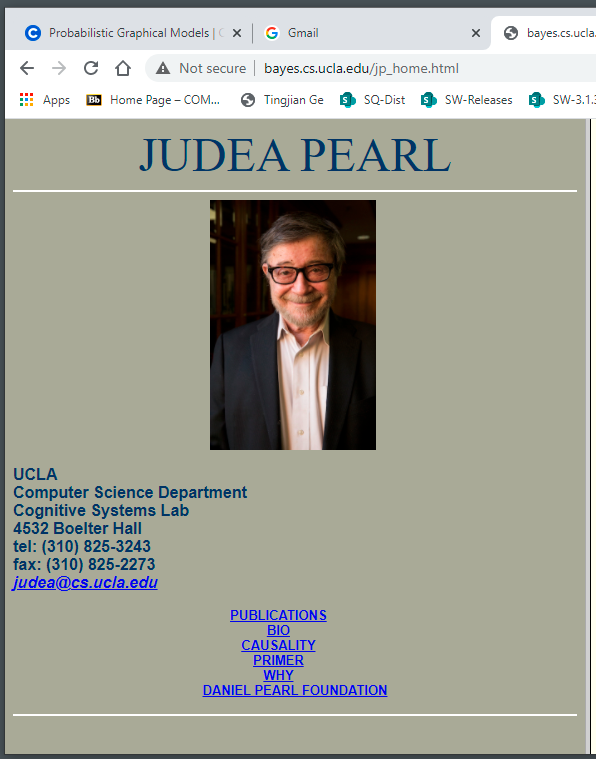 Probabilistic Graphical Models |
Gmail
bayes.cs.ucla.
Not secure | bayes.cs.ucla.edu/jp_home.html
Apps
Bb Home Page – COM...
Tingjian Ge
SQ-Dist
SW-Releases
SW-3.1.3
JUDEA PEARL
UCLA
Computer Science Department
Cognitive Systems Lab
4532 Boelter Hall
tel: (310) 825-3243
fax: (310) 825-2273
judea@cs.ucla.edu
PUBLICATIONS
BIO
CAUSALITY
PRIMER
WHY
DANIEL PEARL FOUNDATION